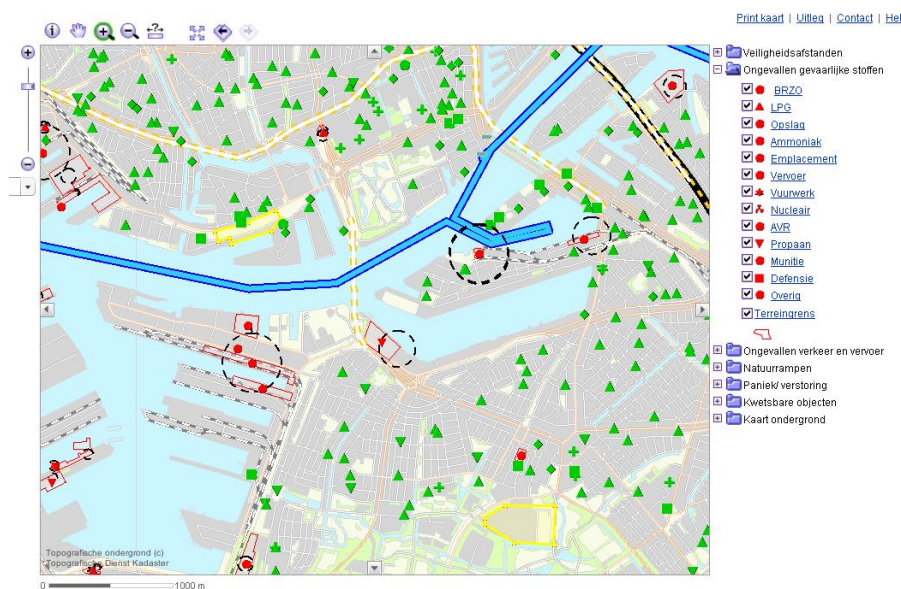 Print kaart | Uitleg | Contact | Hel
Veiligheidsafstanden
Ongevallen gevaarlijke stoffen
BRZO
LPG
Opslag
Ammoniak
Emplacement
Vervoer
Vuurwerk
Nucleair
AVR
Propaan
Munitie
Defensie
Overig
Terreingrens
Ongevallen verkeer en vervoer
Natuurrampen
Paniek/ verstoring
Kwetsbare objecten
Kaart ondergrond
Topografische ondergrond (c)
Topografische Dienst Kadaster
0 1000 m